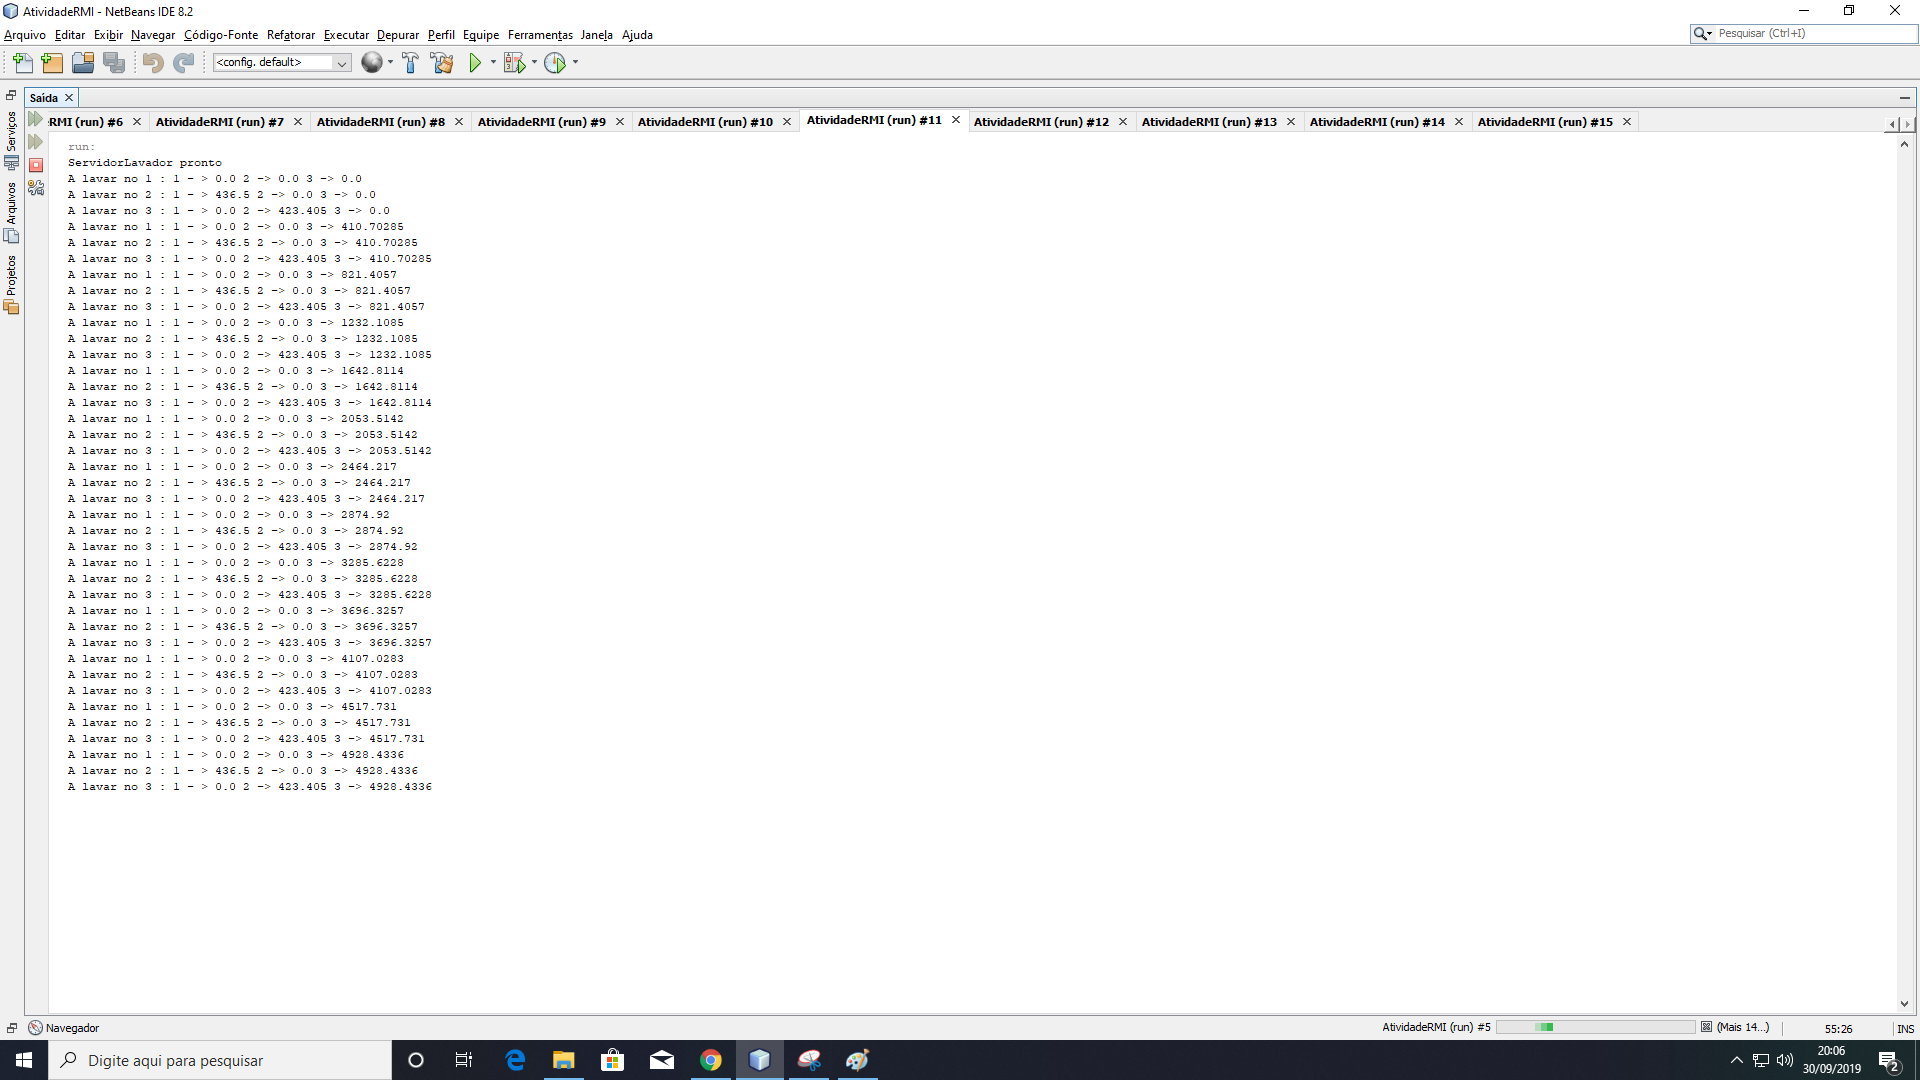 AtividadeRMI - NetBeans IDE 8.2
Arquivo Editar Exibir Navegar Código-Fonte Refatorar Executar Depurar Perfil Equipe Ferramentas Janela Ajuda
Pesquisar (Ctrl+I)
<config. default>
Saída
RMI (run) #6 AtividadeRMI (run) #7 AtividadeRMI (run) #8 AtividadeRMI (run) #9 AtividadeRMI (run) #10 AtividadeRMI (run) #11 AtividadeRMI (run) #12 AtividadeRMI (run) #13 AtividadeRMI (run) #14 AtividadeRMI (run) #15
Serviços
Arquivos
Projetos
run:
ServidorLavador pronto
A lavar no 1 : 1 - > 0.0 2 -> 0.0 3 -> 0.0
A lavar no 2 : 1 - > 436.5 2 -> 0.0 3 -> 0.0
A lavar no 3 : 1 - > 0.0 2 -> 423.405 3 -> 0.0
A lavar no 1 : 1 - > 0.0 2 -> 0.0 3 -> 410.70285
A lavar no 2 : 1 - > 436.5 2 -> 0.0 3 -> 410.70285
A lavar no 3 : 1 - > 0.0 2 -> 423.405 3 -> 410.70285
A lavar no 1 : 1 - > 0.0 2 -> 0.0 3 -> 821.4057
A lavar no 2 : 1 - > 436.5 2 -> 0.0 3 -> 821.4057
A lavar no 3 : 1 - > 0.0 2 -> 423.405 3 -> 821.4057
A lavar no 1 : 1 - > 0.0 2 -> 0.0 3 -> 1232.1085
A lavar no 2 : 1 - > 436.5 2 -> 0.0 3 -> 1232.1085
A lavar no 3 : 1 - > 0.0 2 -> 423.405 3 -> 1232.1085
A lavar no 1 : 1 - > 0.0 2 -> 0.0 3 -> 1642.8114
A lavar no 2 : 1 - > 436.5 2 -> 0.0 3 -> 1642.8114
A lavar no 3 : 1 - > 0.0 2 -> 423.405 3 -> 1642.8114
A lavar no 1 : 1 - > 0.0 2 -> 0.0 3 -> 2053.5142
A lavar no 2 : 1 - > 436.5 2 -> 0.0 3 -> 2053.5142
A lavar no 3 : 1 - > 0.0 2 -> 423.405 3 -> 2053.5142
A lavar no 1 : 1 - > 0.0 2 -> 0.0 3 -> 2464.217
A lavar no 2 : 1 - > 436.5 2 -> 0.0 3 -> 2464.217
A lavar no 3 : 1 - > 0.0 2 -> 423.405 3 -> 2464.217
A lavar no 1 : 1 - > 0.0 2 -> 0.0 3 -> 2874.92
A lavar no 2 : 1 - > 436.5 2 -> 0.0 3 -> 2874.92
A lavar no 3 : 1 - > 0.0 2 -> 423.405 3 -> 2874.92
A lavar no 1 : 1 - > 0.0 2 -> 0.0 3 -> 3285.6228
A lavar no 2 : 1 - > 436.5 2 -> 0.0 3 -> 3285.6228
A lavar no 3 : 1 - > 0.0 2 -> 423.405 3 -> 3285.6228
A lavar no 1 : 1 - > 0.0 2 -> 0.0 3 -> 3696.3257
A lavar no 2 : 1 - > 436.5 2 -> 0.0 3 -> 3696.3257
A lavar no 3 : 1 - > 0.0 2 -> 423.405 3 -> 3696.3257
A lavar no 1 : 1 - > 0.0 2 -> 0.0 3 -> 4107.0283
A lavar no 2 : 1 - > 436.5 2 -> 0.0 3 -> 4107.0283
A lavar no 3 : 1 - > 0.0 2 -> 423.405 3 -> 4107.0283
A lavar no 1 : 1 - > 0.0 2 -> 0.0 3 -> 4517.731
A lavar no 2 : 1 - > 436.5 2 -> 0.0 3 -> 4517.731
A lavar no 3 : 1 - > 0.0 2 -> 423.405 3 -> 4517.731
A lavar no 1 : 1 - > 0.0 2 -> 0.0 3 -> 4928.4336
A lavar no 2 : 1 - > 436.5 2 -> 0.0 3 -> 4928.4336
A lavar no 3 : 1 - > 0.0 2 -> 423.405 3 -> 4928.4336
Navegador
AtividadeRMI (run) #5 (Mais 14...) 55:26 INS
Digite aqui para pesquisar
20:06
30/09/2019
2